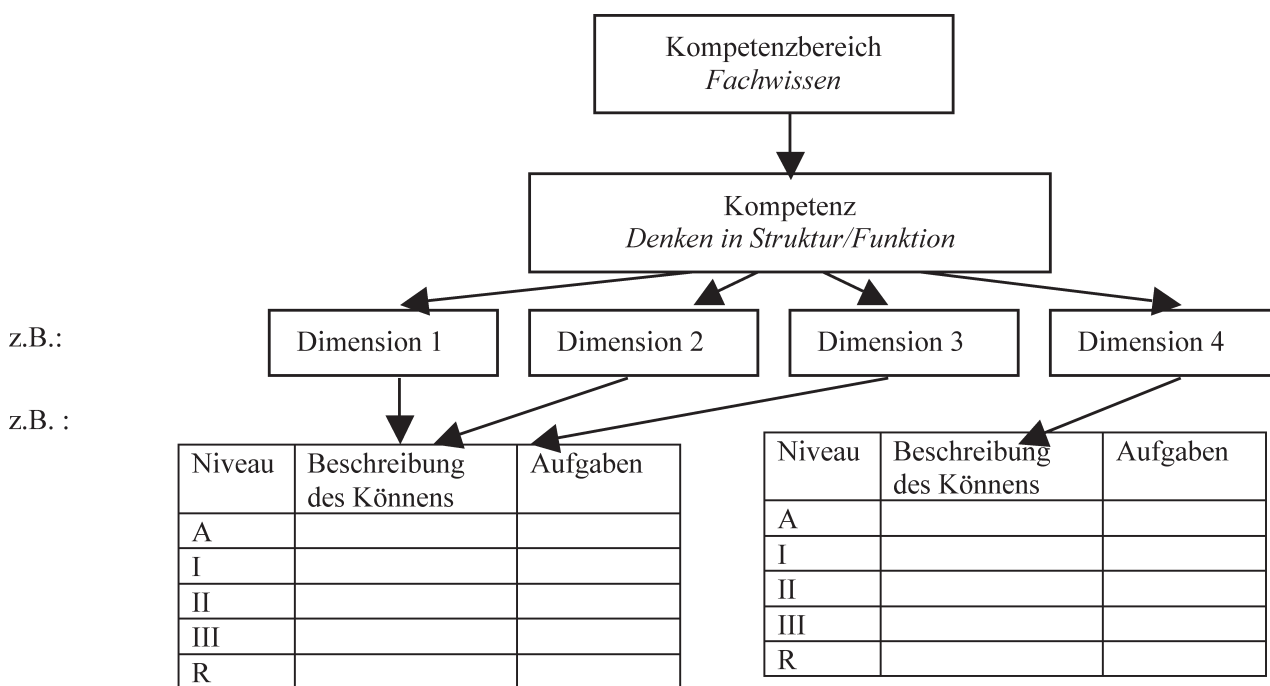 Kompetenzbereich
Fachwissen
Kompetenz
Denken in Struktur/Funktion
z.B.:
Dimension 1
Dimension 2
Dimension 3
Dimension 4
z.B. :
Niveau
Beschreibung
des Könnens
Aufgaben
A
I
II
III
R
Niveau
Beschreibung
des Könnens
Aufgaben
A
I
II
III
R